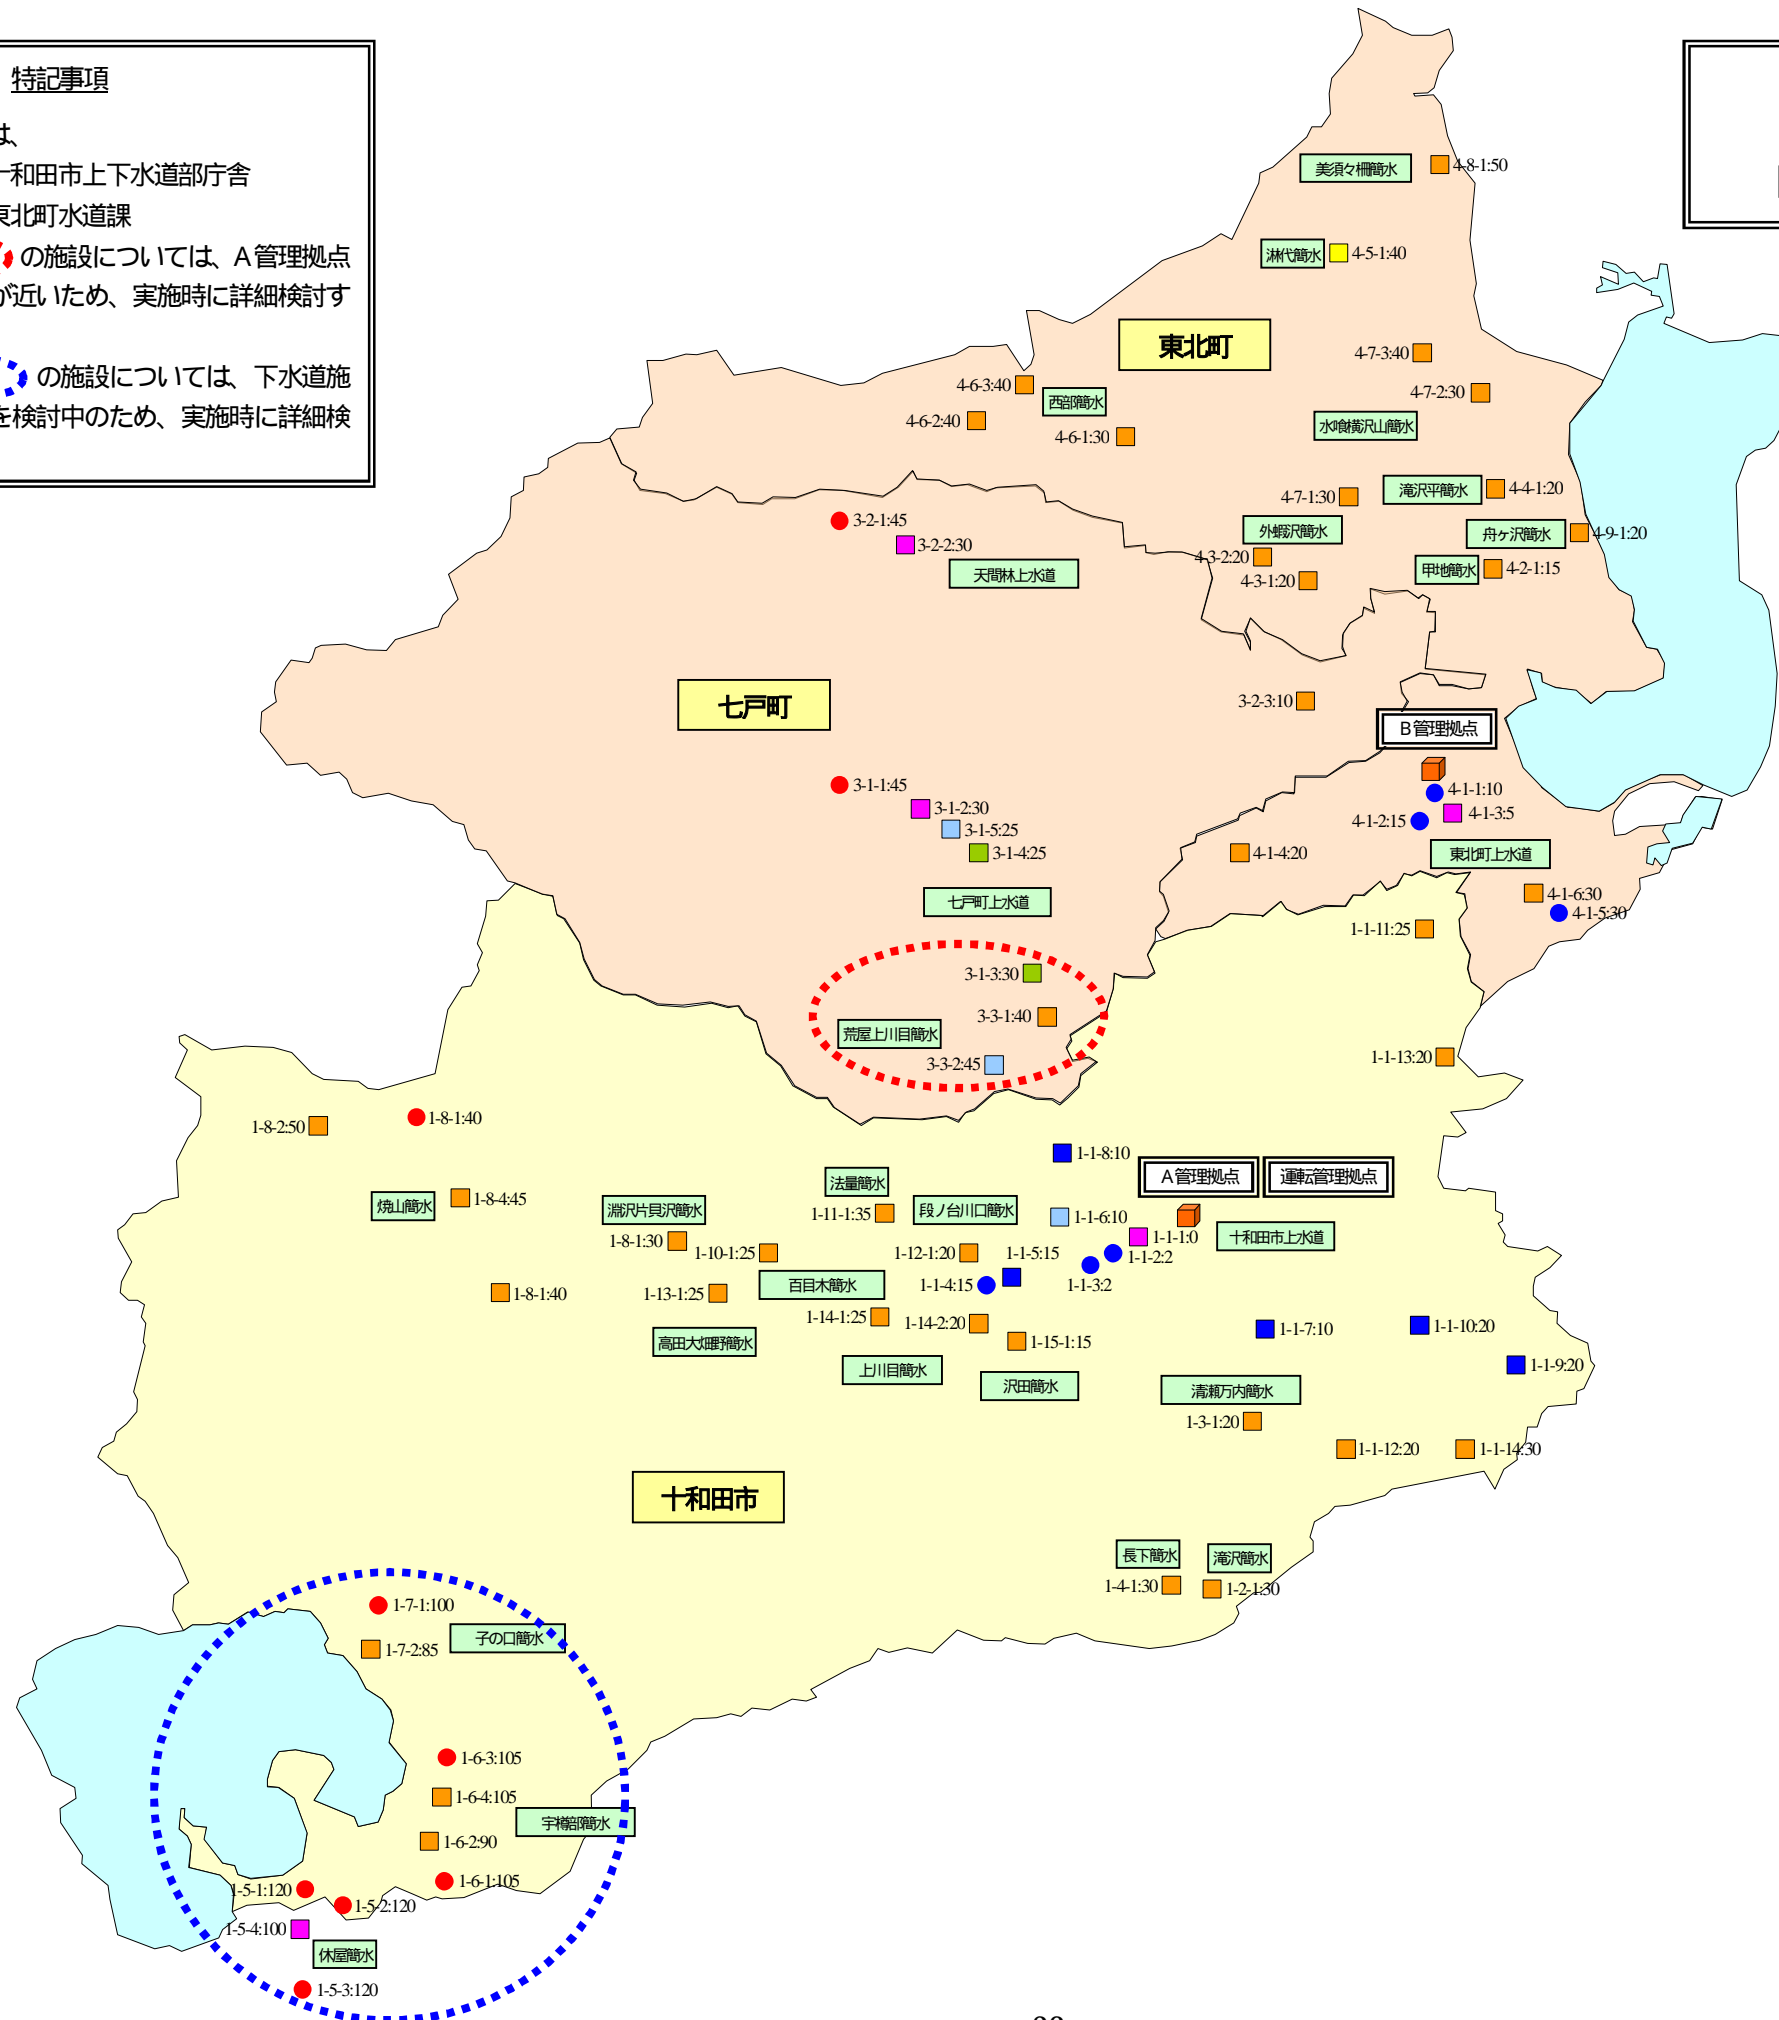 特記事項
は、
十和田市上下水道部庁舎
東北町水道課
の施設については、A管理拠点
が近いため、実施時に詳細検討す
の施設については、下水道施
を検討中のため、実施時に詳細検
美須々柵簡水
4-8-1:50
淋代簡水
4-5-1:40
東北町
4-7-3:40
4-6-3:40
西部簡水
4-7-2:30
4-6-2:40
4-6-1:30
水喰横沢山簡水
4-7-1:30
滝沢平簡水
4-4-1:20
3-2-1:45
外蛯沢簡水
舟ヶ沢簡水
4-9-1:20
3-2-2:30
4-3-2:20
天間林上水道
4-3-1:20
甲地簡水
4-2-1:15
七戸町
3-2-3:10
B管理拠点
3-1-1:45
4-1-1:10
3-1-2:30
4-1-3:5
3-1-5:25
4-1-2:15
3-1-4:25
4-1-4:20
東北町上水道
七戸町上水道
4-1-6:30
4-1-5:30
1-1-11:25
3-1-3:30
3-3-1:40
荒屋上川目簡水
3-3-2:45
1-1-13:20
1-8-2:50
1-8-1:40
1-1-8:10
A管理拠点
運転管理拠点
法量簡水
焼山簡水
1-8-4:45
淵沢片貝沢簡水
1-11-1:35
段ノ台川口簡水
1-1-6:10
1-1-1:0
十和田市上水道
1-8-1:30
1-10-1:25
1-12-1:20
1-1-5:15
1-1-2:2
1-1-4:15
1-1-3:2
百目木簡水
1-8-1:40
1-13-1:25
1-14-1:25
1-14-2:20
1-15-1:15
1-1-7:10
1-1-10:20
高田大畑野簡水
上川目簡水
沢田簡水
1-1-9:20
清瀬万内簡水
1-3-1:20
1-1-12:20
1-1-14:30
十和田市
長下簡水
滝沢簡水
1-4-1:30
1-2-1:30
1-7-1:100
子の口簡水
1-7-2:85
1-6-3:105
1-6-4:105
宇樽部簡水
1-6-2:90
1-6-1:105
1-5-1:120
1-5-2:120
1-5-4:100
休屋簡水
1-5-3:120